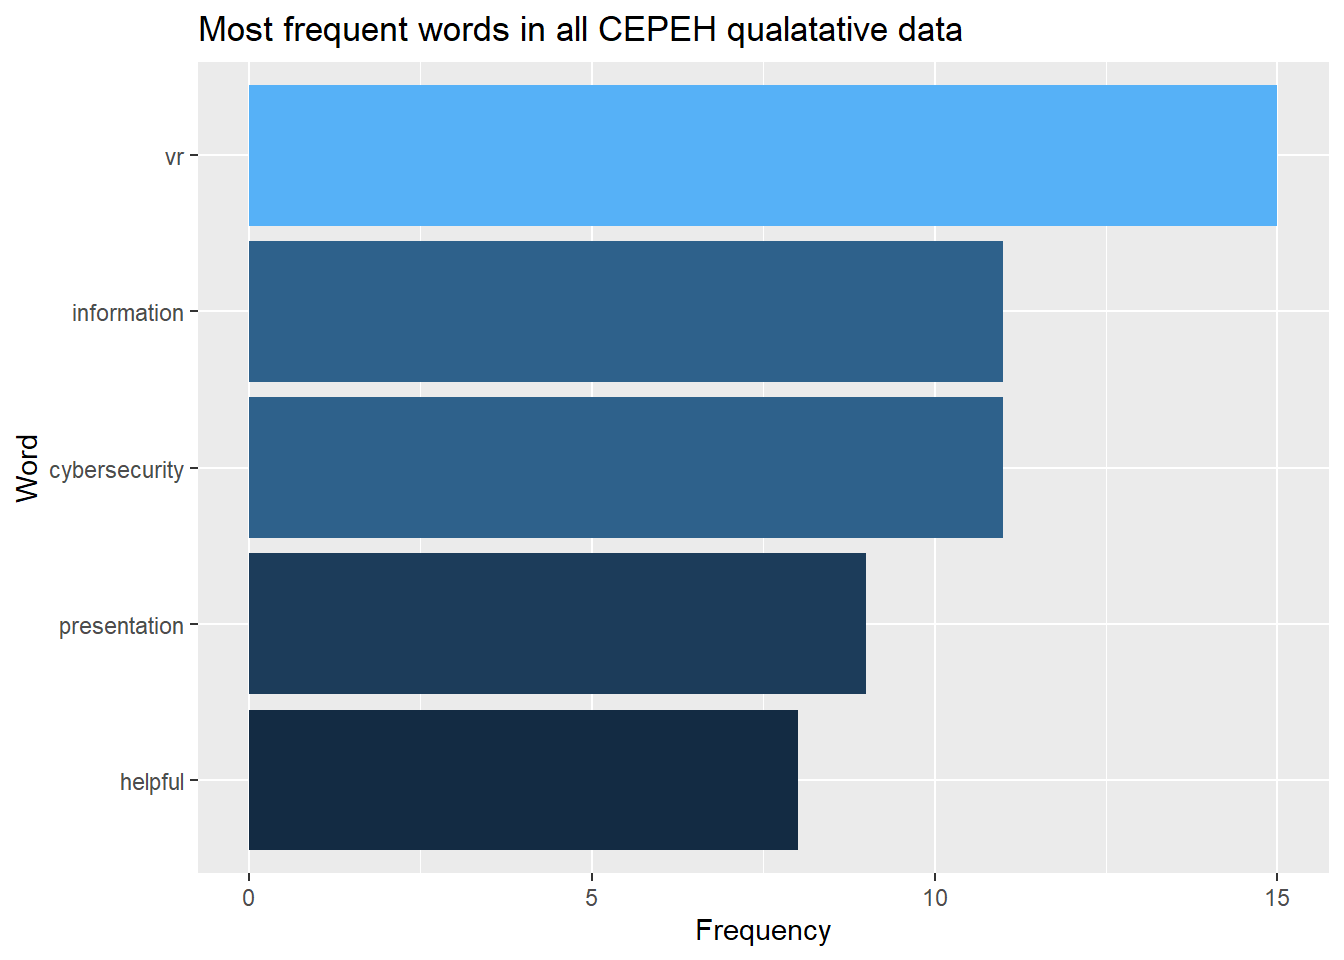 Most frequent words in all CEPEH qualatative data
vr
information
cybersecurity
presentation
helpful
Word
0 5 10 15
Frequency